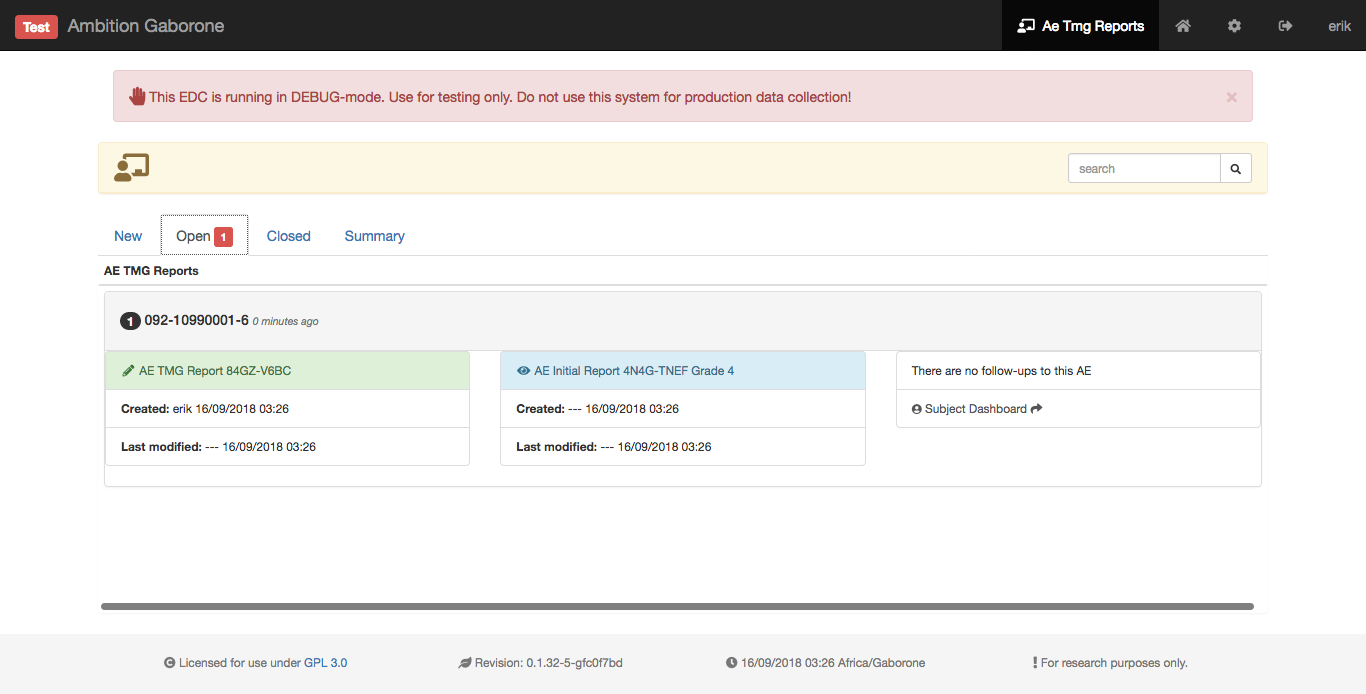 Test Ambition Gaborone Ae Tmg Reports erik
This EDC is running in DEBUG-mode. Use for testing only. Do not use this system for production data collection! ×
search
New Open 1 Closed Summary
AE TMG Reports
1 092-10990001-6 0 minutes ago
AE TMG Report 84GZ-V6BC
Created: erik 16/09/2018 03:26
Last modified: --- 16/09/2018 03:26
AE Initial Report 4N4G-TNEF Grade 4
Created: --- 16/09/2018 03:26
Last modified: --- 16/09/2018 03:26
There are no follow-ups to this AE
Subject Dashboard
Licensed for use under GPL 3.0 Revision: 0.1.32-5-gfc0f7bd 16/09/2018 03:26 Africa/Gaborone For research purposes only.